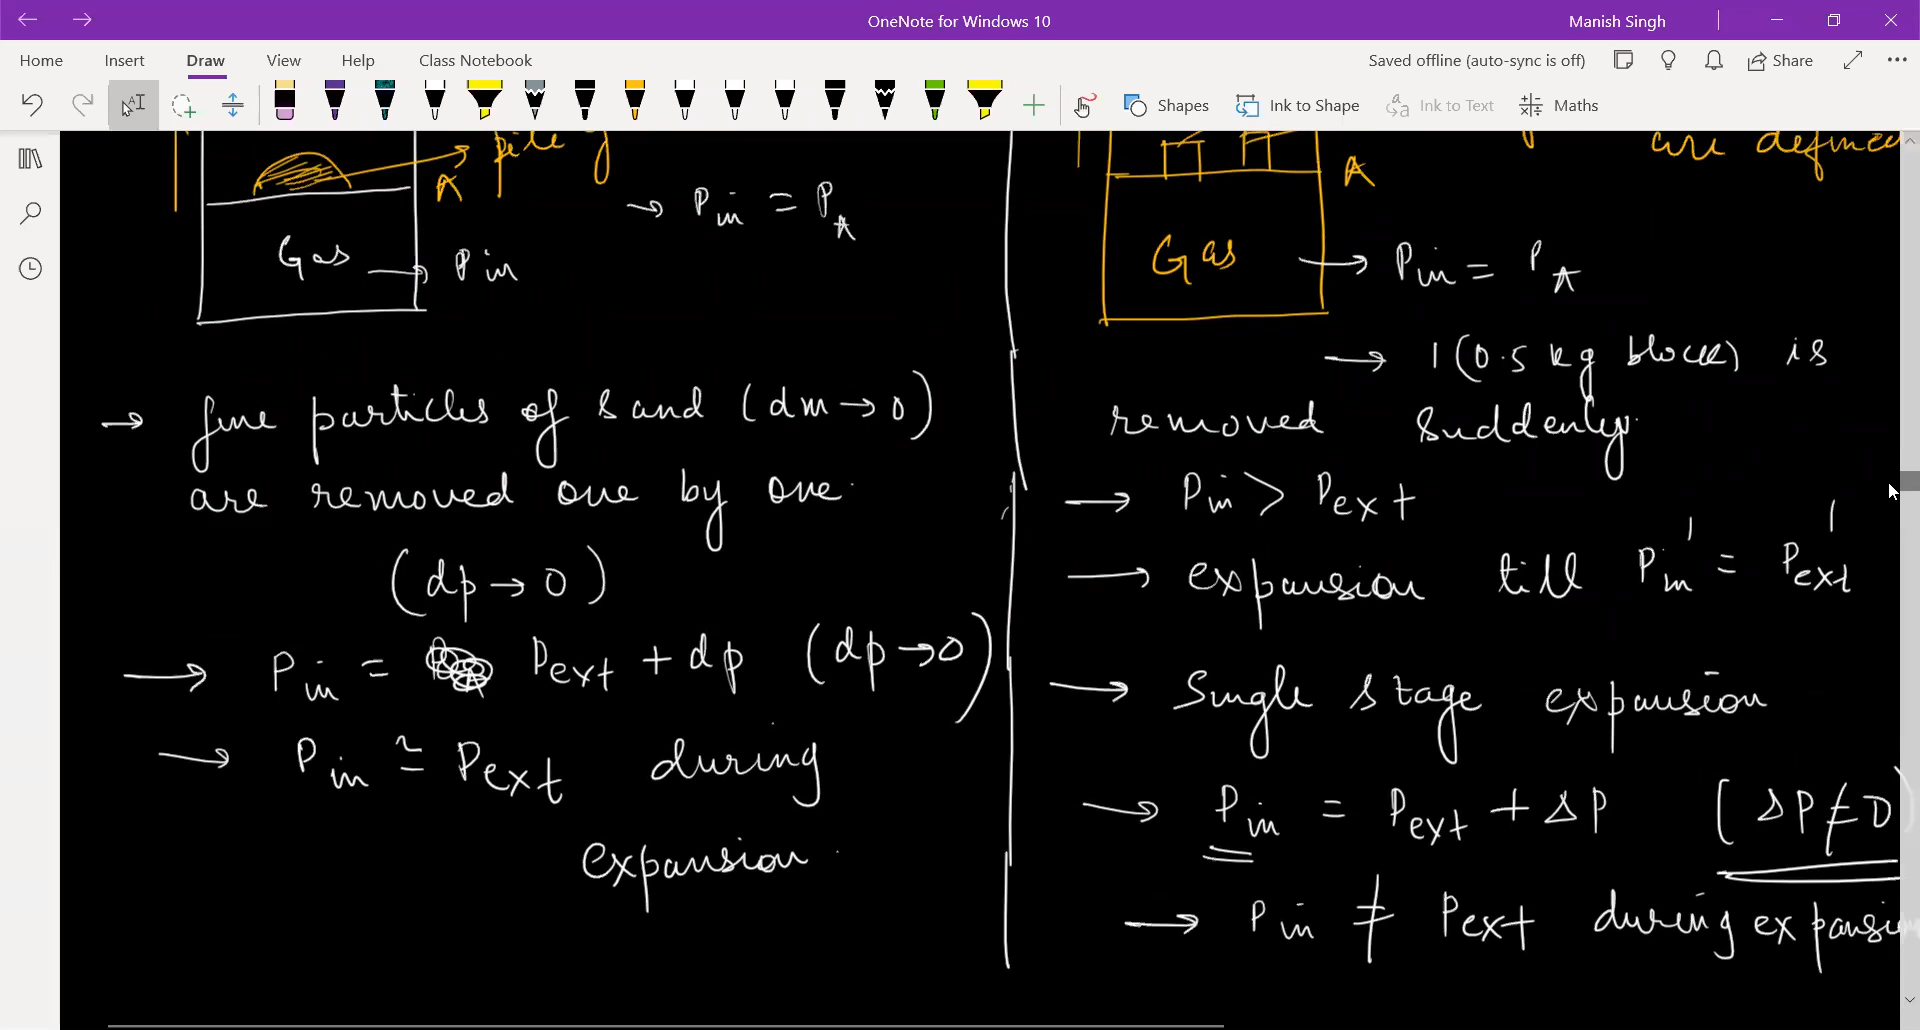 OneNote for Windows 10
Manish Singh
Home Insert Draw View Help Class Notebook
Saved offline (auto-sync is off) Share
Shapes Ink to Shape Ink to Text Maths
pile of
A
→ Pin = PA
Gas → Pin
→ fine particles of sand (dm → 0)
are removed one by one.
(dp → 0)
→ Pin = Pext + dp (dp → 0)
→ Pin ≃ Pext during
expansion.
are defined
A
Gas → Pin = PA
→ 1 (0.5 kg block) is
removed suddenly.
→ Pin > Pext
→ expansion till Pin' = Pext'
→ Single stage expansion
→ Pin = Pext + ΔP (ΔP ≠ 0)
→ Pin ≠ Pext during expansion